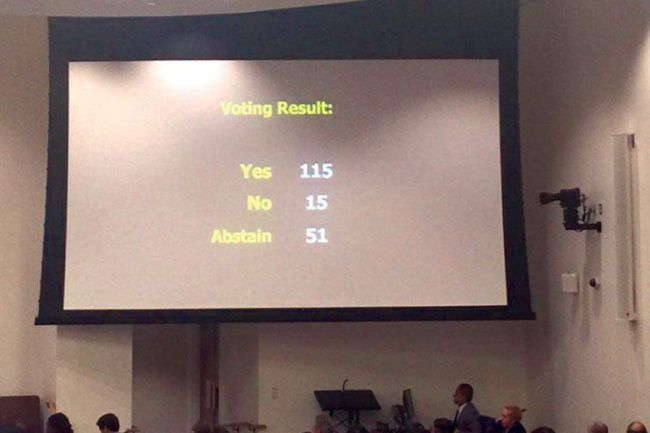 Voting Result:
Yes 115
No 15
Abstain 51